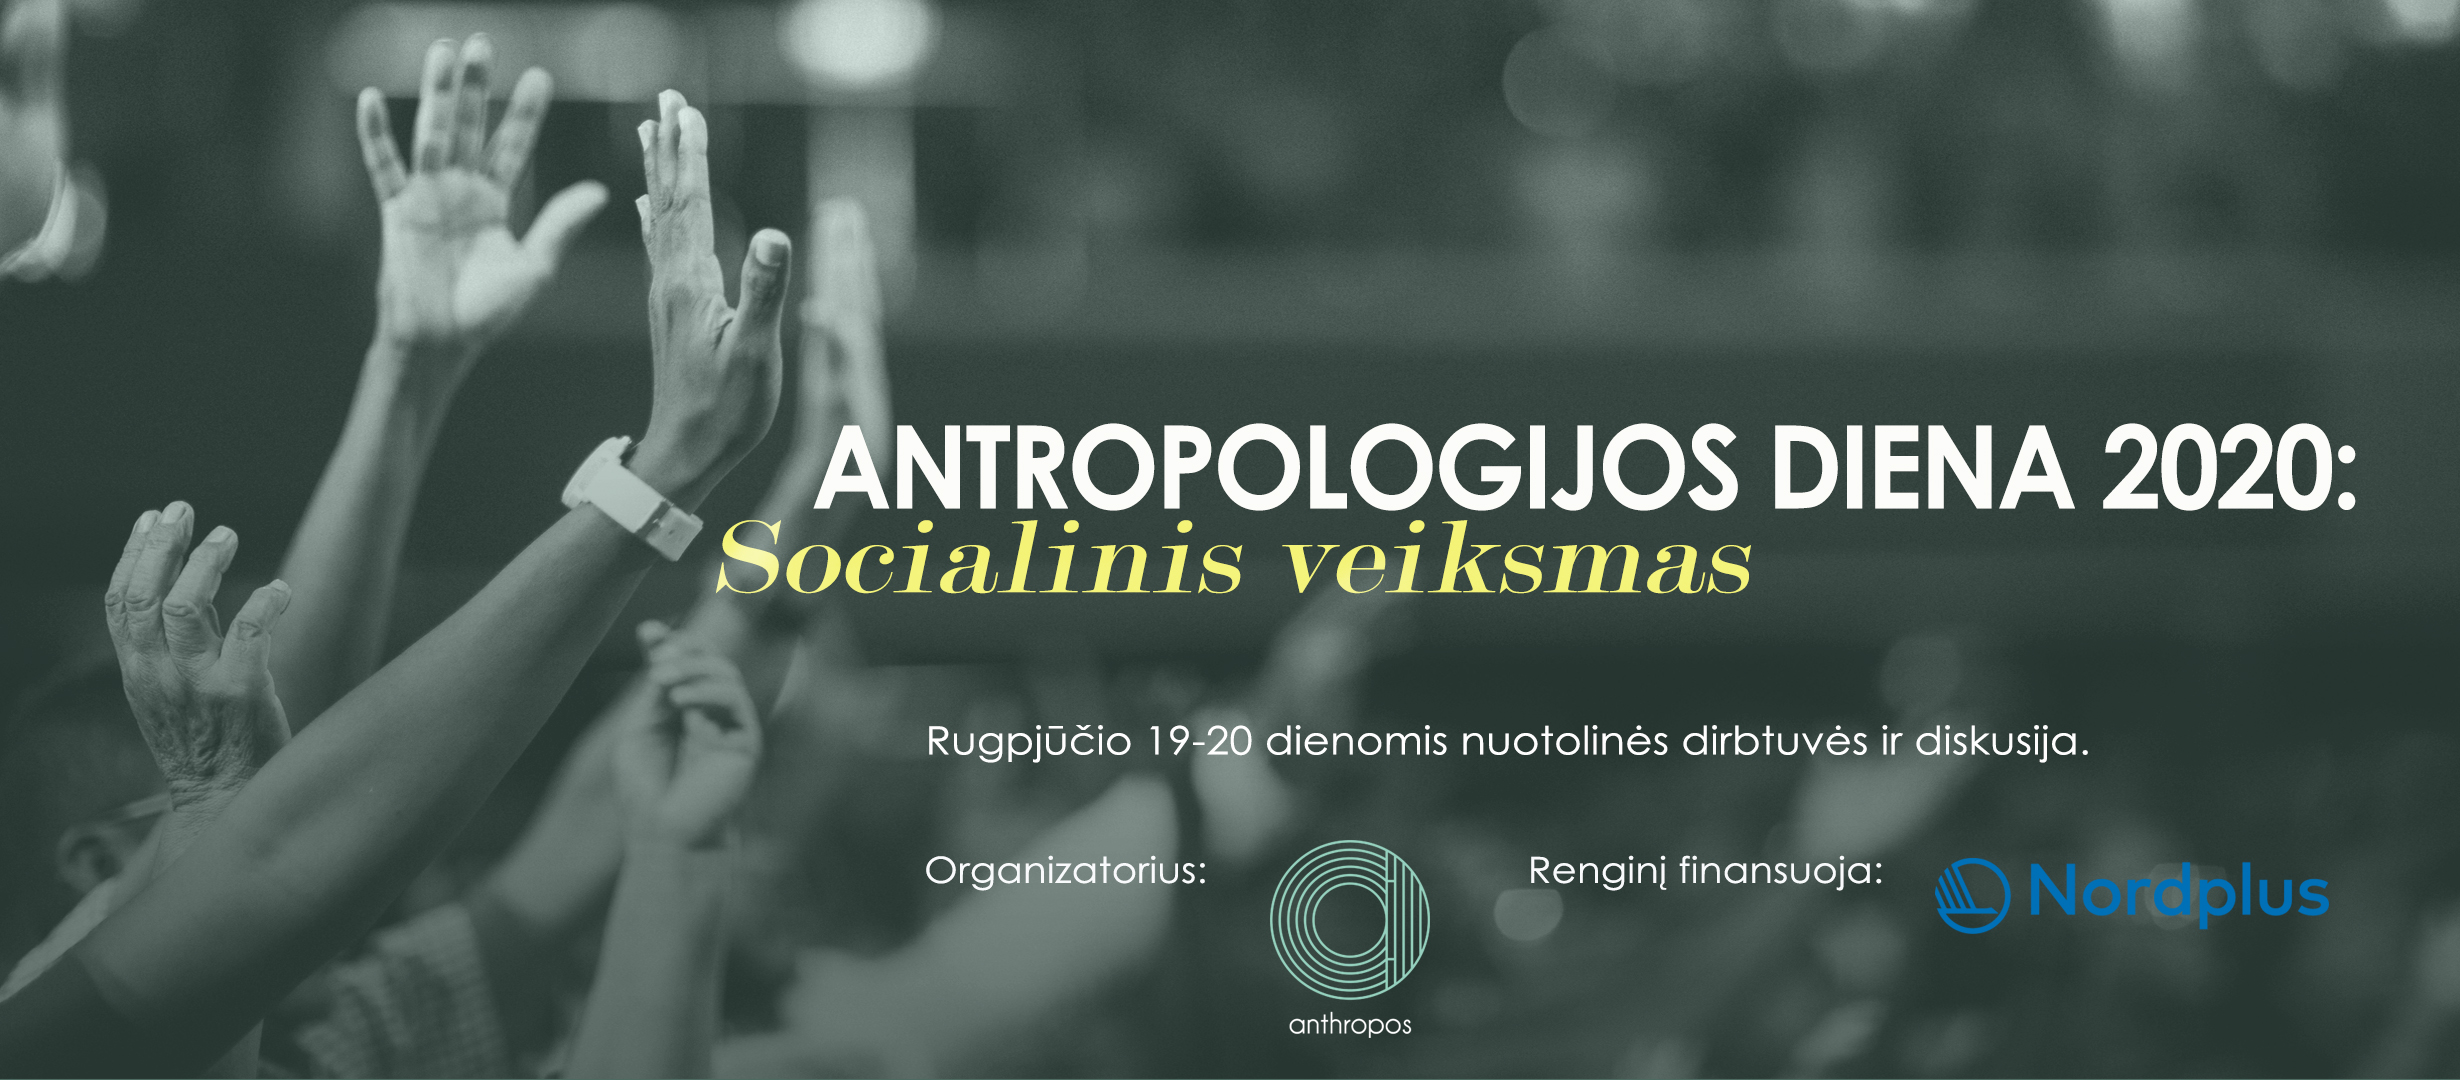 ANTROPOLOGIJOS DIENA 2020:
Socialinis veiksmas
Rugpjūčio 19-20 dienomis nuotolinės dirbtuvės ir diskusija.
Organizatorius:
anthropos
Renginį finansuoja:
Nordplus